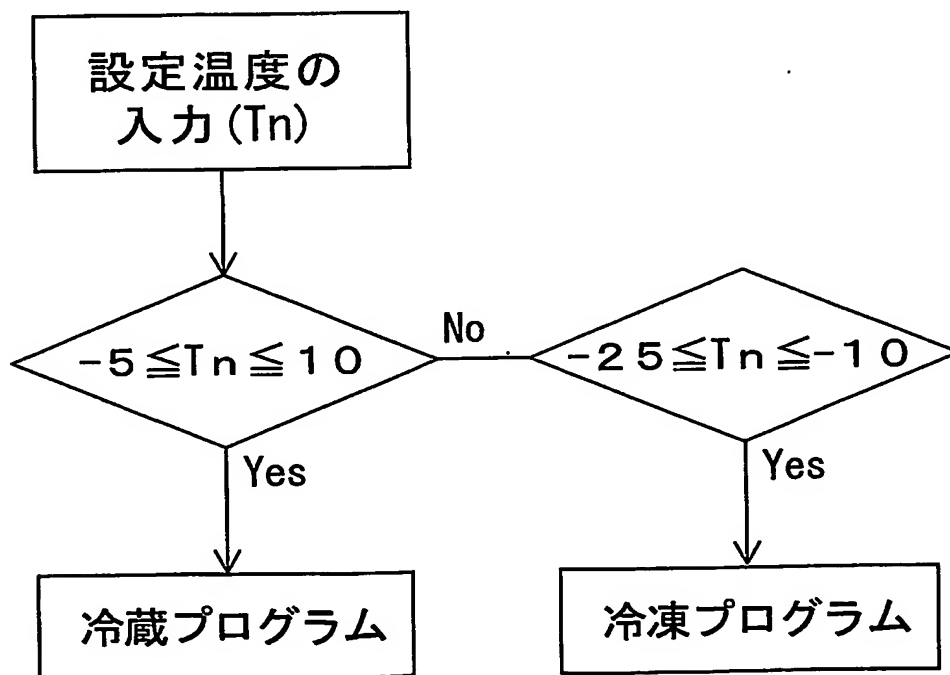 設定温度の
入力(Tn)
-5≦Tn≦10
No
-25≦Tn≦-10
Yes
Yes
冷蔵プログラム
冷凍プログラム